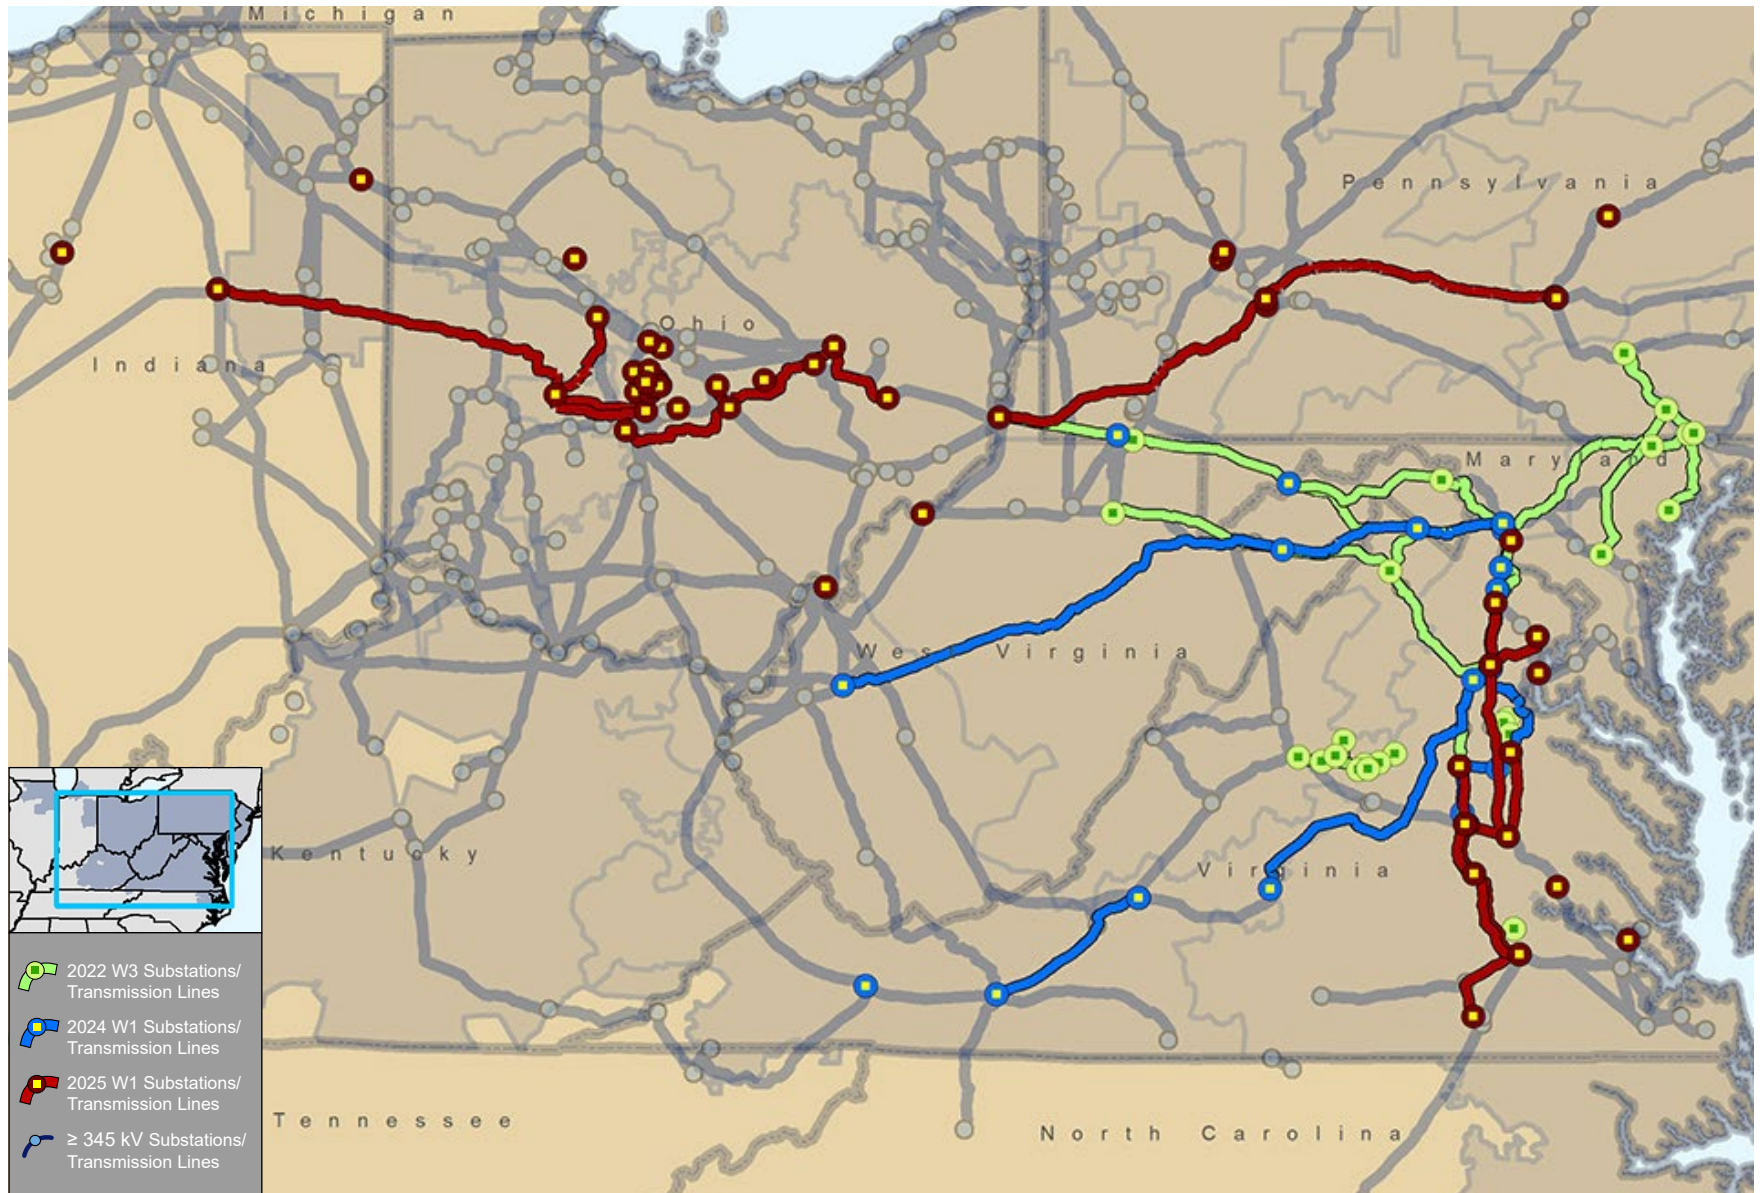 Michigan
Pennsylvania
Ohio
Indiana
Maryland
West Virginia
Kentucky
Virginia
Tennessee
North Carolina
2022 W3 Substations/
Transmission Lines
2024 W1 Substations/
Transmission Lines
2025 W1 Substations/
Transmission Lines
≥ 345 kV Substations/
Transmission Lines